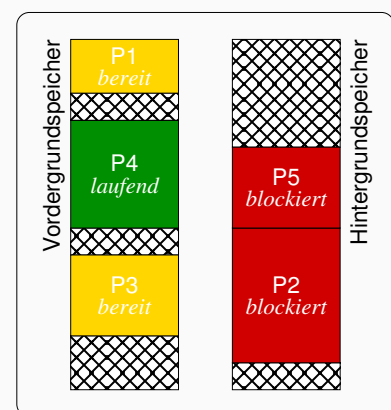 Vordergrundspeicher
P1
bereit
P4
laufend
P3
bereit
P5
blockiert
P2
blockiert
Hintergrundspeicher